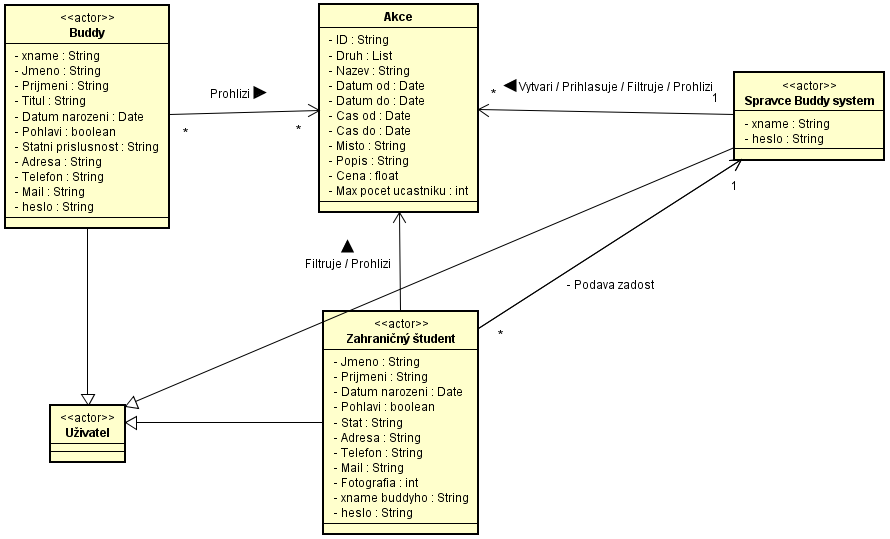 <<actor>>
Buddy
- xname : String
- Jmeno : String
- Prijmeni : String
- Titul : String
- Datum narozeni : Date
- Pohlavi : boolean
- Statni prislusnost : String
- Adresa : String
- Telefon : String
- Mail : String
- heslo : String
Prohlizi
*
*
Akce
- ID : String
- Druh : List
- Nazev : String
- Datum od : Date
- Datum do : Date
- Cas od : Date
- Cas do : Date
- Misto : String
- Popis : String
- Cena : float
- Max pocet ucastniku : int
Vytvari / Prihlasuje / Filtruje / Prohlizi
*
1
<<actor>>
Spravce Buddy system
- xname : String
- heslo : String
1
Filtruje / Prohlizi
- Podava zadost
*
<<actor>>
Zahraničný študent
- Jmeno : String
- Prijmeni : String
- Datum narozeni : Date
- Pohlavi : boolean
- Stat : String
- Adresa : String
- Telefon : String
- Mail : String
- Fotografia : int
- xname buddyho : String
- heslo : String
<<actor>>
Uživatel